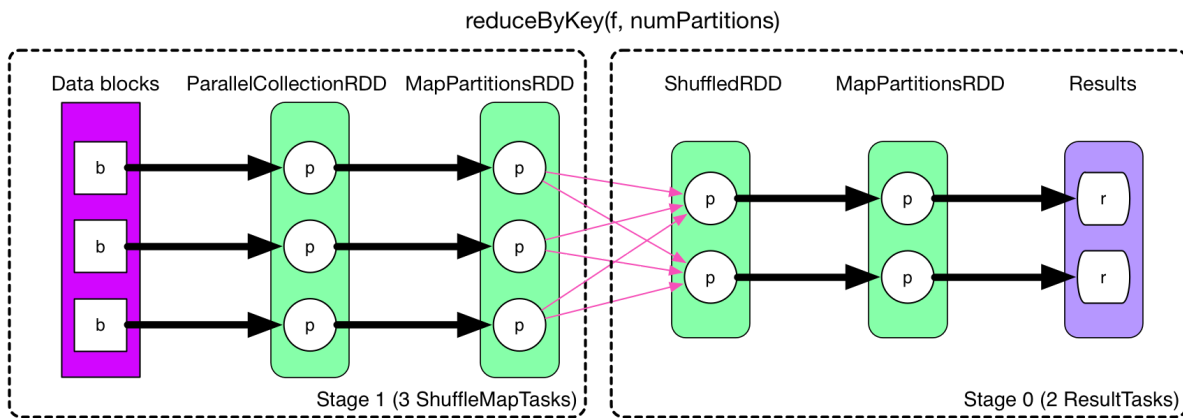 reduceByKey(f, numPartitions)
Data blocks ParallelCollectionRDD MapPartitionsRDD ShuffledRDD MapPartitionsRDD Results
b p p
p p r
b p p
p p r
b p p
Stage 1 (3 ShuffleMapTasks) Stage 0 (2 ResultTasks)